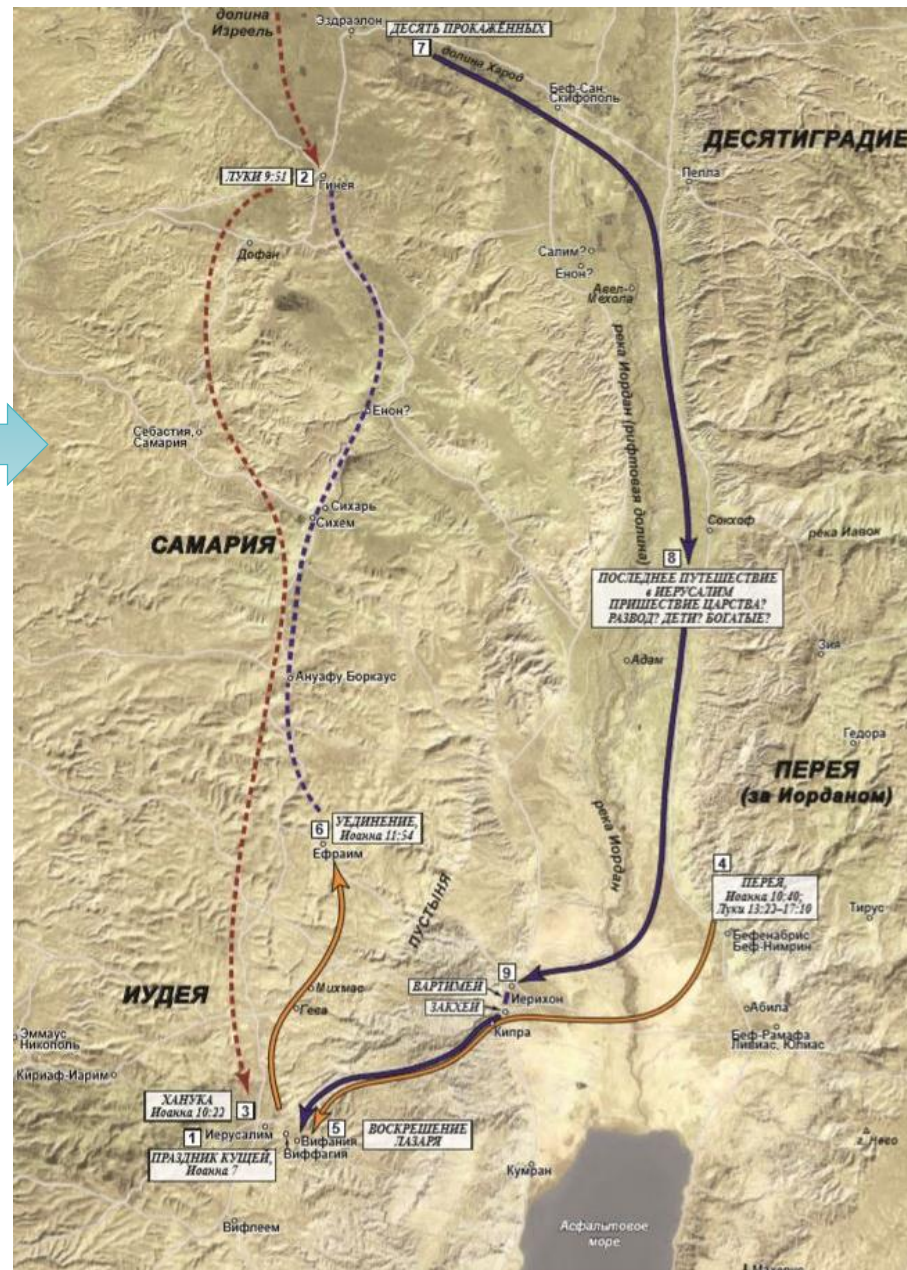 долина
Изреель
Эздраэлон
ДЕСЯТЬ ПРОКАЖЁННЫХ
7
долина Харод
Беф-Сан,
Скифополь
ДЕСЯТИГРАДИЕ
Пелла
ЛУКИ 9:51
2
Гинея
Дофан
Салим?
Енон?
Авел-
Мехола
река Иордан (рифтовая долина)
Енон?
Себастия,
Самария
Сихарь
Сихем
Сокхоф
река Иавок
САМАРИЯ
8
ПОСЛЕДНЕЕ ПУТЕШЕСТВИЕ
в ИЕРУСАЛИМ
ПРИШЕСТВИЕ ЦАРСТВА?
РАЗВОД? ДЕТИ? БОГАТЫЕ?
Адам
Зия
Ануафу Боркаус
Гедора
ПЕРЕЯ
(за Иорданом)
река Иордан
6
УЕДИНЕНИЕ,
Иоанна 11:54
Ефраим
4
ПЕРЕЯ,
Иоанна 10:40;
Луки 13:22–17:10
Тирус
Бефенабрис
Беф-Нимрин
ПУСТЫНЯ
9
ВАРТИМЕЙ
Иерихон
ЗАКХЕЙ
Кипра
Михмас
Гева
ИУДЕЯ
Абила
Беф-Рамафа
Ливиас, Юлиас
Эммаус
Никополь
Кириаф-Иарим
ХАНУКА
Иоанна 10:22
3
1
Иерусалим
ПРАЗДНИК КУЩЕЙ,
Иоанна 7
5
Вифания
Виффагия
ВОСКРЕШЕНИЕ
ЛАЗАРЯ
г. Нево
Кумран
Вифлеем
Асфальтовое
море